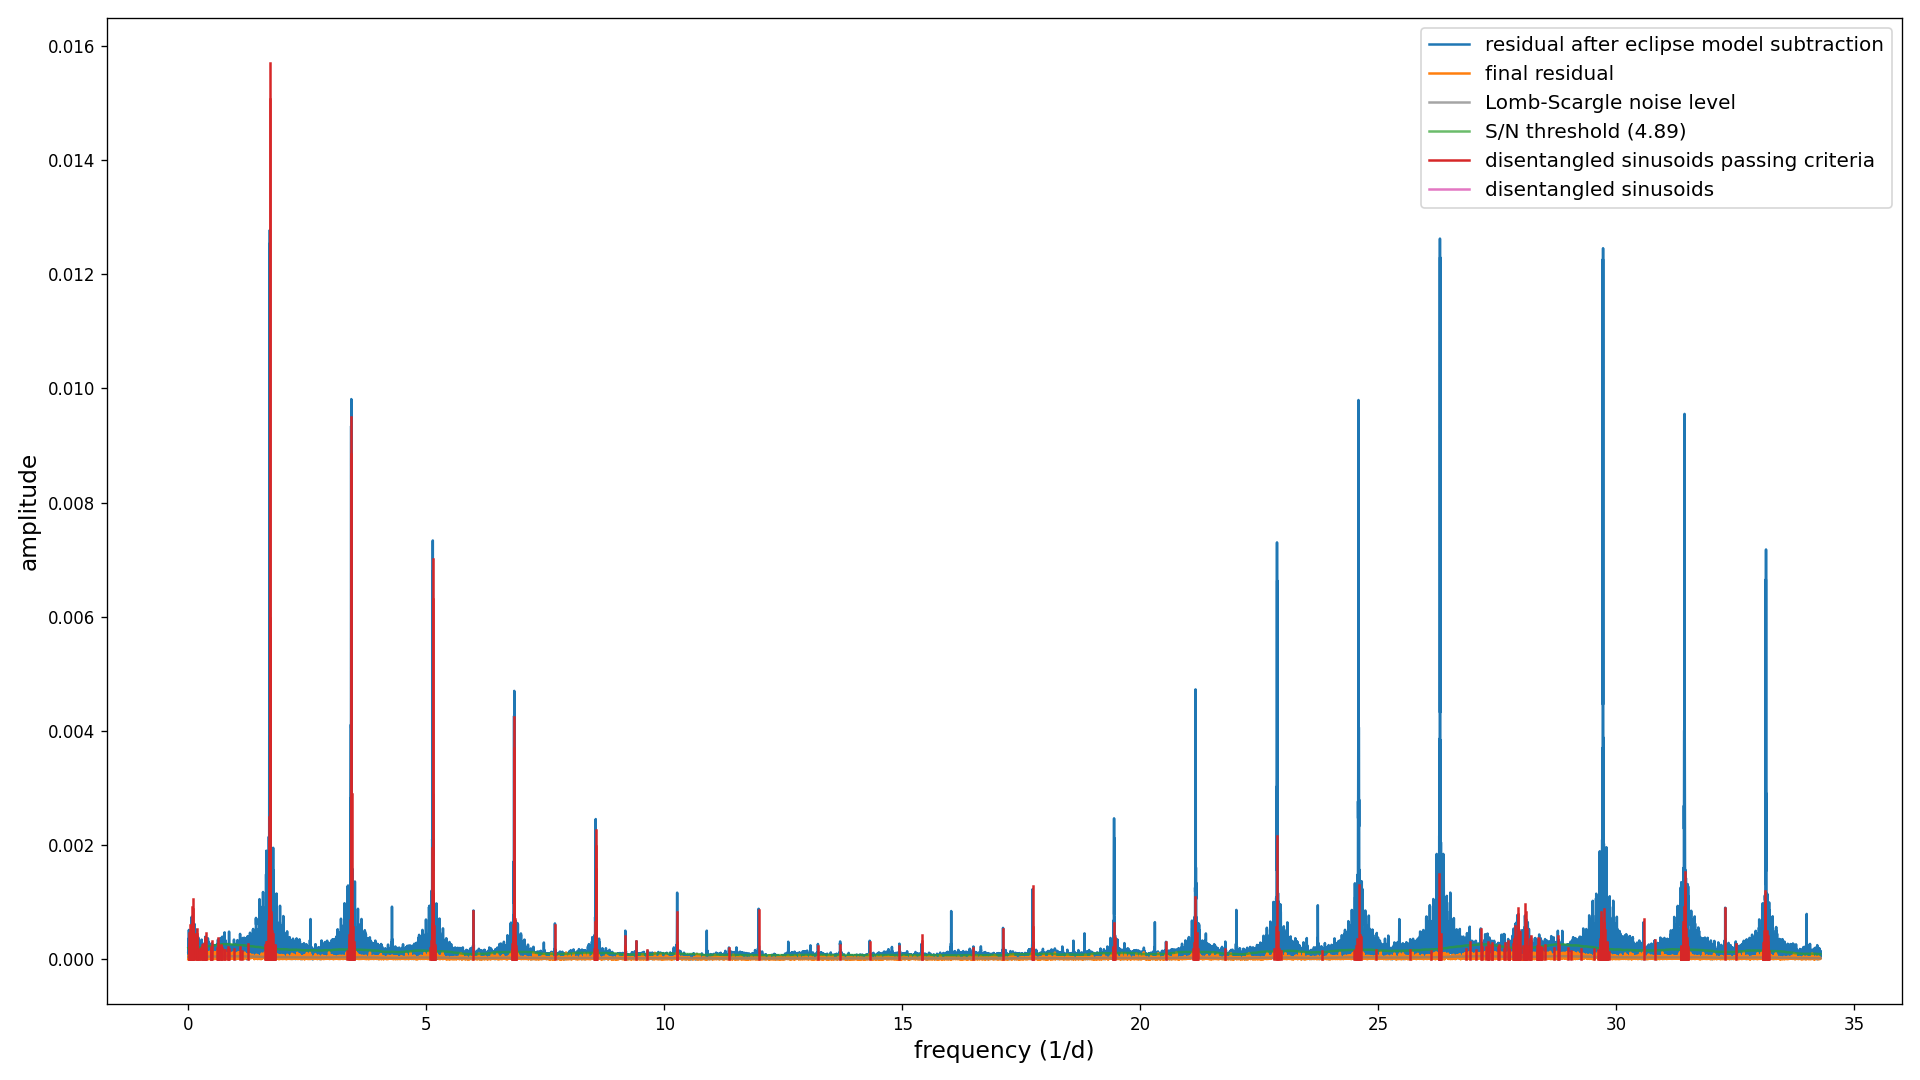 0.016
0.014
0.012
0.010
0.008
0.006
0.004
0.002
0.000
amplitude
residual after eclipse model subtraction
final residual
Lomb-Scargle noise level
S/N threshold (4.89)
disentangled sinusoids passing criteria
disentangled sinusoids
0 5 10 15 20 25 30 35
frequency (1/d)